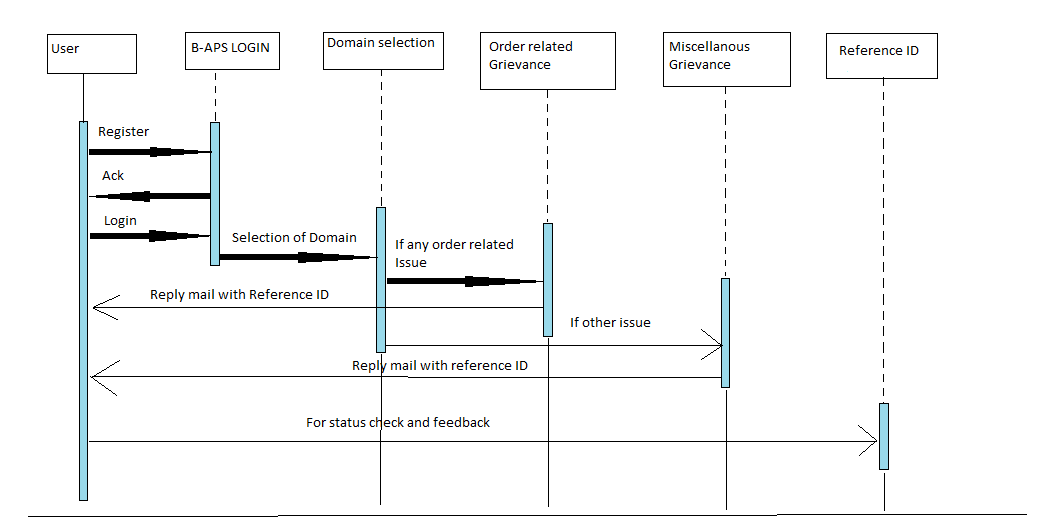 User
B-APS LOGIN
Domain selection
Order related
Grievance
Miscellanous
Grievance
Reference ID
Register
Ack
Login
Selection of Domain
If any order related
Issue
Reply mail with Reference ID
If other issue
Reply mail with reference ID
For status check and feedback